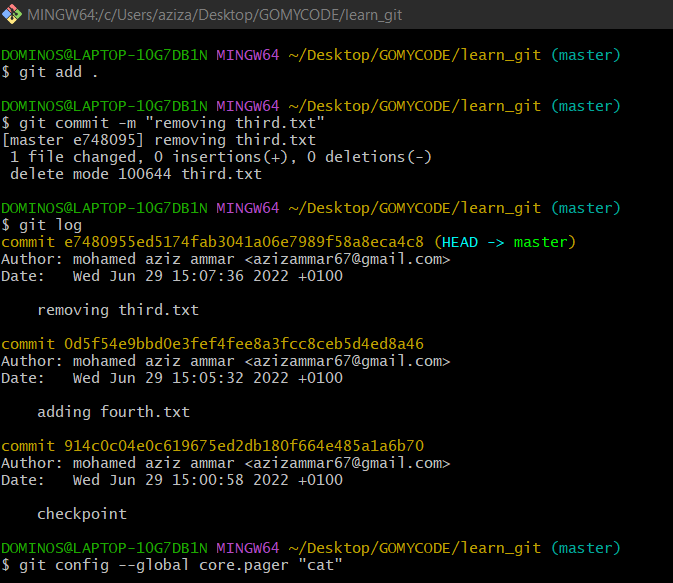 MINGW64:/c/Users/aziza/Desktop/GOMYCODE/learn_git
DOMINOS@LAPTOP-1OG7DB1N MINGW64 ~/Desktop/GOMYCODE/learn_git (master)
$ git add .
DOMINOS@LAPTOP-1OG7DB1N MINGW64 ~/Desktop/GOMYCODE/learn_git (master)
$ git commit -m "removing third.txt"
[master e748095] removing third.txt
 1 file changed, 0 insertions(+), 0 deletions(-)
 delete mode 100644 third.txt
DOMINOS@LAPTOP-1OG7DB1N MINGW64 ~/Desktop/GOMYCODE/learn_git (master)
$ git log
commit e7480955ed5174fab3041a06e7989f58a8eca4c8 (HEAD -> master)
Author: mohamed aziz ammar <azizammar67@gmail.com>
Date:   Wed Jun 29 15:07:36 2022 +0100
    removing third.txt
commit 0d5f54e9bbd0e3fef4fee8a3fcc8ceb5d4ed8a46
Author: mohamed aziz ammar <azizammar67@gmail.com>
Date:   Wed Jun 29 15:05:32 2022 +0100
    adding fourth.txt
commit 914c0c04e0c619675ed2db180f664e485a1a6b70
Author: mohamed aziz ammar <azizammar67@gmail.com>
Date:   Wed Jun 29 15:00:58 2022 +0100
    checkpoint
DOMINOS@LAPTOP-1OG7DB1N MINGW64 ~/Desktop/GOMYCODE/learn_git (master)
$ git config --global core.pager "cat"